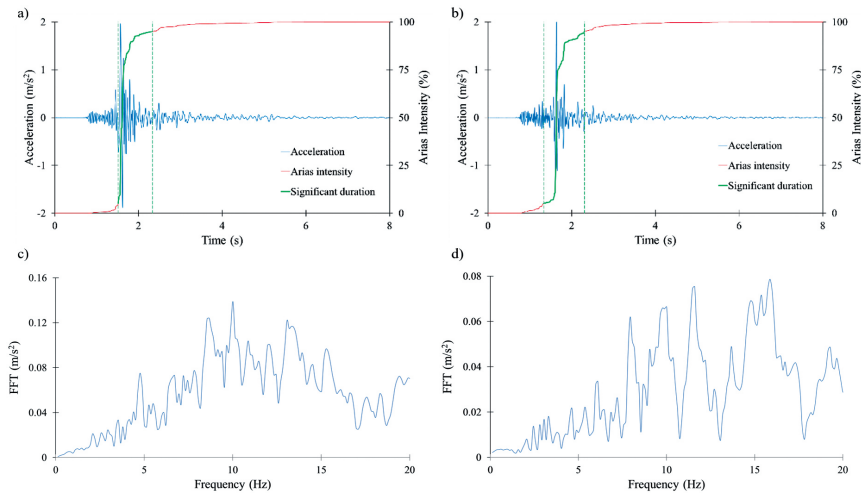 a)
2
1
0
-1
-2
Acceleration (m/s²)
100
75
50
25
0
Arias Intensity (%)
Acceleration
Arias intensity
Significant duration
0 2 4 6 8
Time (s)
b)
2
1
0
-1
-2
Acceleration (m/s²)
100
75
50
25
0
Arias Intensity (%)
Acceleration
Arias intensity
Significant duration
0 2 4 6 8
Time (s)
c)
0.16
0.12
0.08
0.04
0
FFT (m/s²)
0 5 10 15 20
Frequency (Hz)
d)
0.08
0.06
0.04
0.02
0
FFT (m/s²)
0 5 10 15 20
Frequency (Hz)